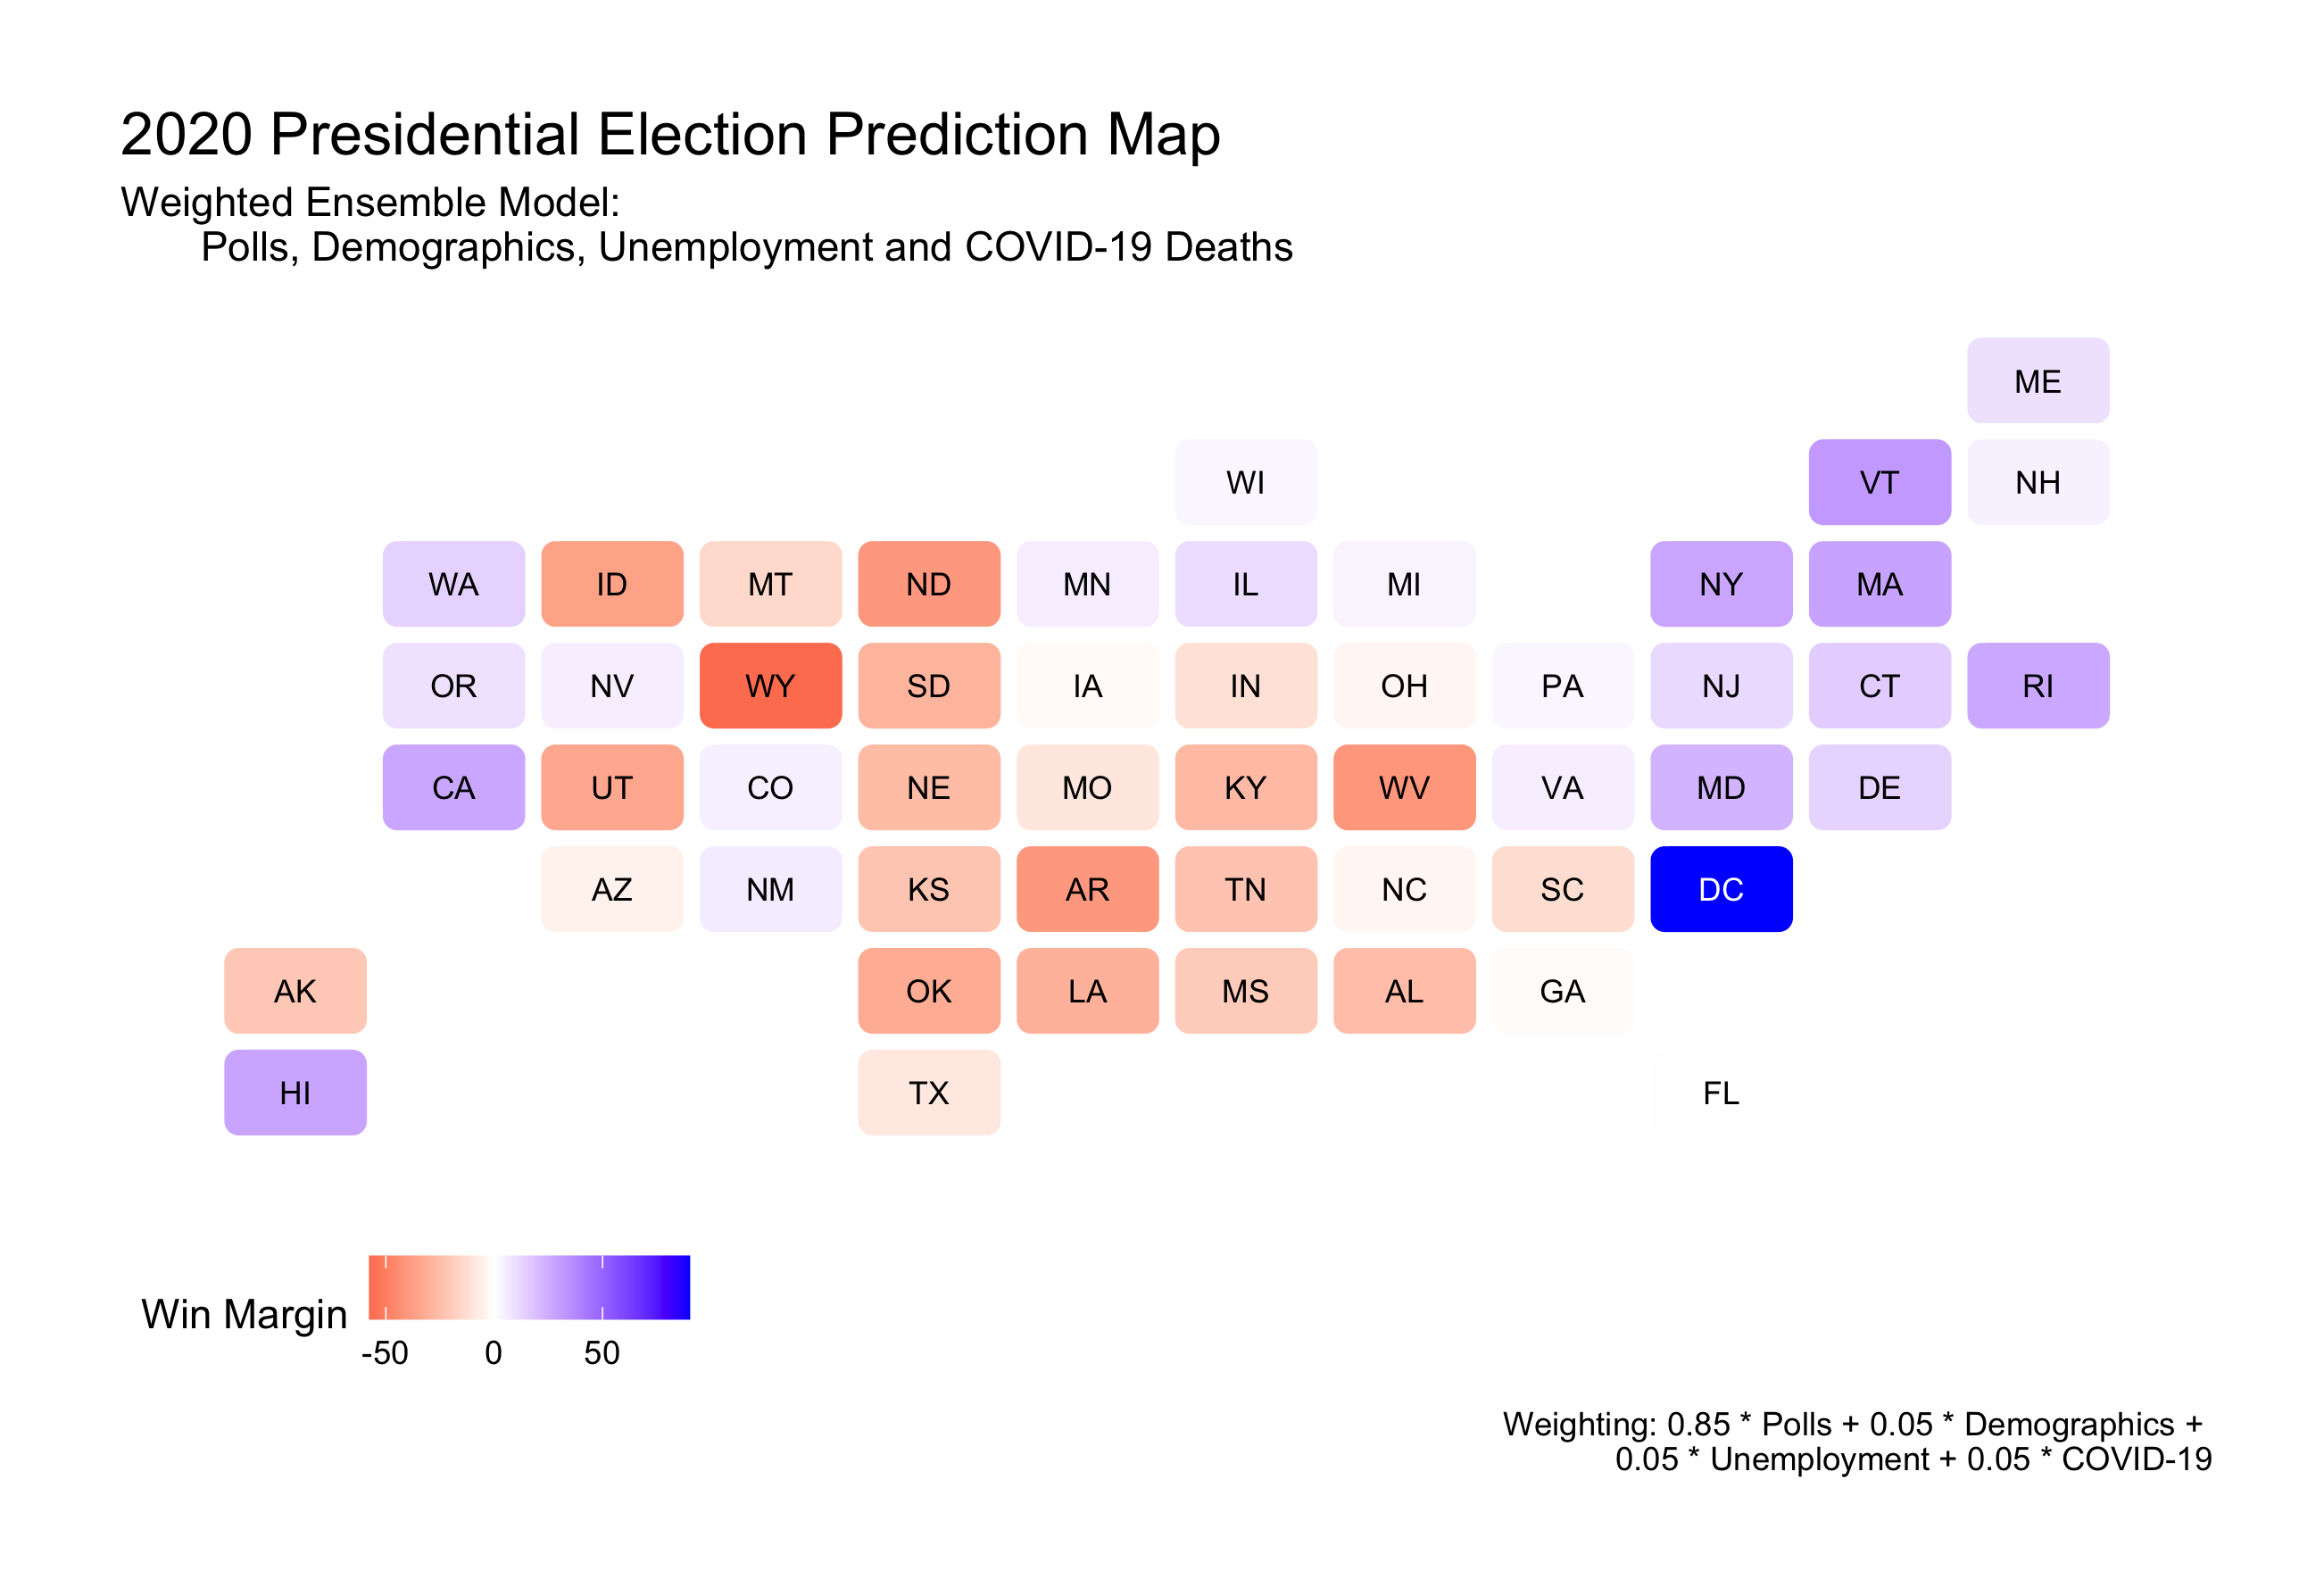 2020 Presidential Election Prediction Map
Weighted Ensemble Model:
Polls, Demographics, Unemployment and COVID-19 Deaths
ME
WI VT NH
WA ID MT ND MN IL MI NY MA
OR NV WY SD IA IN OH PA NJ CT RI
CA UT CO NE MO KY WV VA MD DE
AZ NM KS AR TN NC SC DC
AK OK LA MS AL GA
HI TX FL
Win Margin
-50 0 50
Weighting: 0.85 * Polls + 0.05 * Demographics +
0.05 * Unemployment + 0.05 * COVID-19